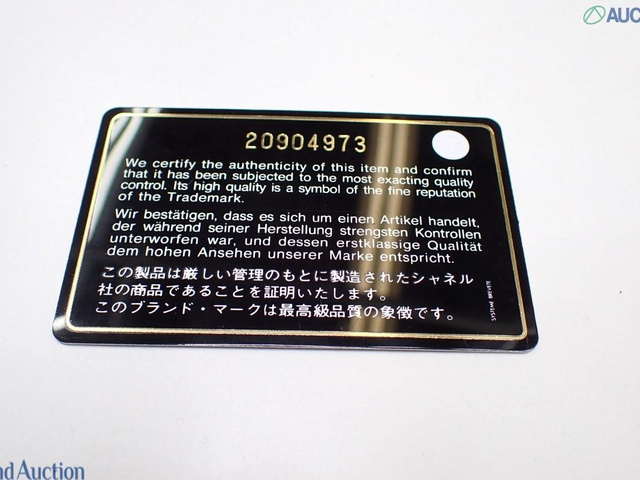 AUC
20904973
We certify the authenticity of this item and confirm
that it has been subjected to the most exacting quality
control. Its high quality is a symbol of the fine reputation
of the Trademark.
Wir bestätigen, dass es sich um einen Artikel handelt,
der während seiner Herstellung strengsten Kontrollen
unterworfen war, und dessen erstklassige Qualität
dem hohen Ansehen unserer Marke entspricht.
この製品は厳しい管理のもとに製造されたシャネル
社の商品であることを証明いたします。
このブランド・マークは最高級品質の象徴です。
SYSTEME BREVETE
nd Auction